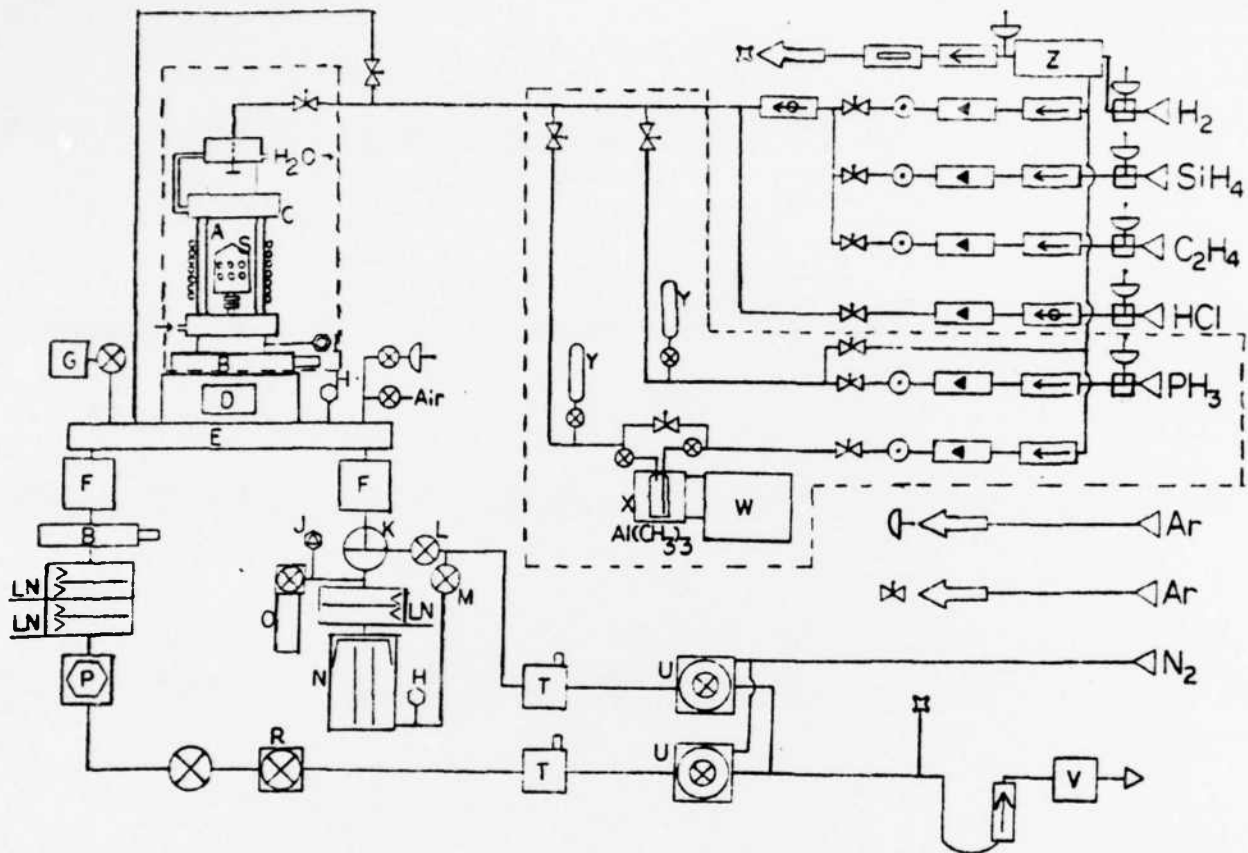 Z
H2
H2O
SiH4
C
A
S
C2H4
Y
HCl
B
Y
H
G
D
Air
PH3
E
F
F
X
W
Al(CH3)3
Ar
J
K
L
B
LN
M
Ar
LN
O
LN
N2
P
N
H
T
U
R
T
U
V